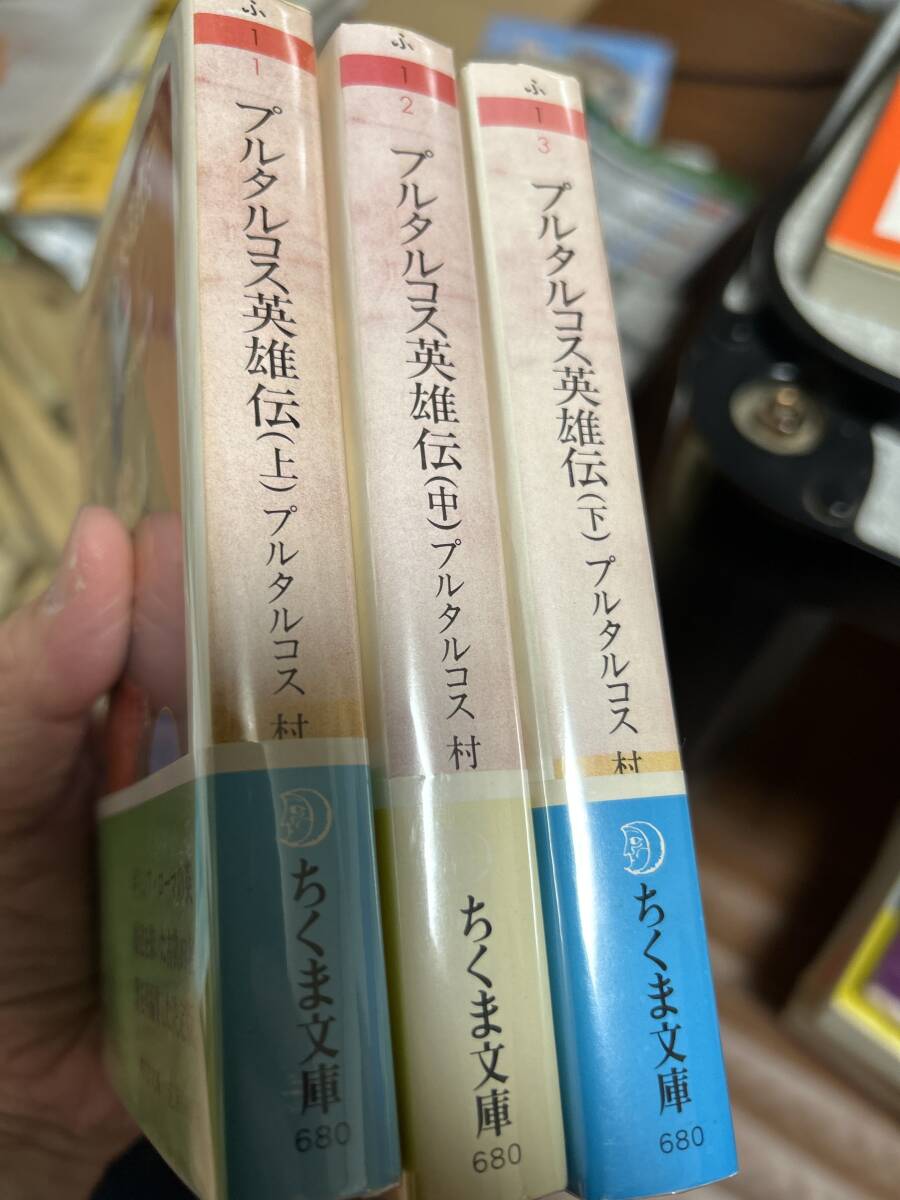 ふ
1
1
プルタルコス英雄伝(上) プルタルコス 村
ちくま文庫
680
ふ
1
2
プルタルコス英雄伝(中) プルタルコス 村
ちくま文庫
680
ふ
1
3
プルタルコス英雄伝(下) プルタルコス 村
ちくま文庫
680